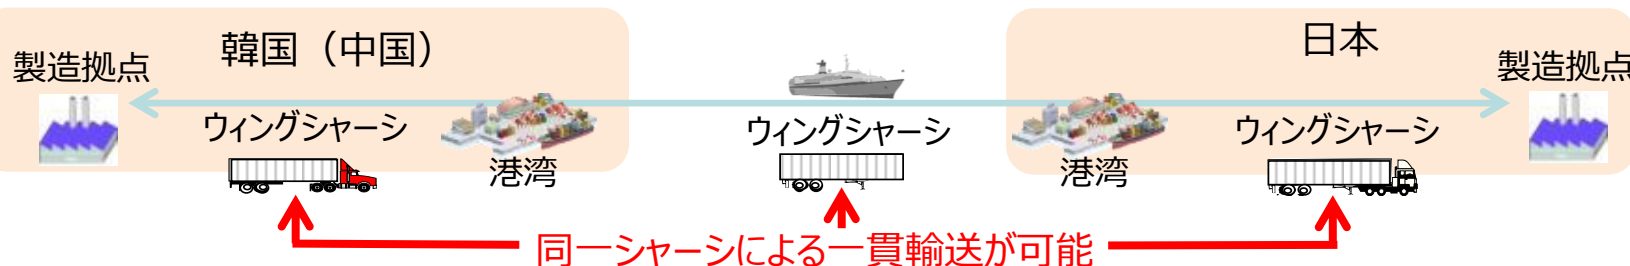 韓国（中国）
日本
製造拠点
製造拠点
ウィングシャーシ
ウィングシャーシ
ウィングシャーシ
港湾
港湾
同一シャーシによる一貫輸送が可能